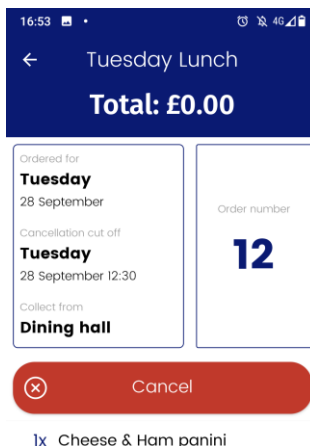 16:53
4G
Tuesday Lunch
Total: £0.00
Ordered for
Tuesday
28 September
Cancellation cut off
Tuesday
28 September 12:30
Collect from
Dining hall
Order number
12
Cancel
1x Cheese & Ham panini